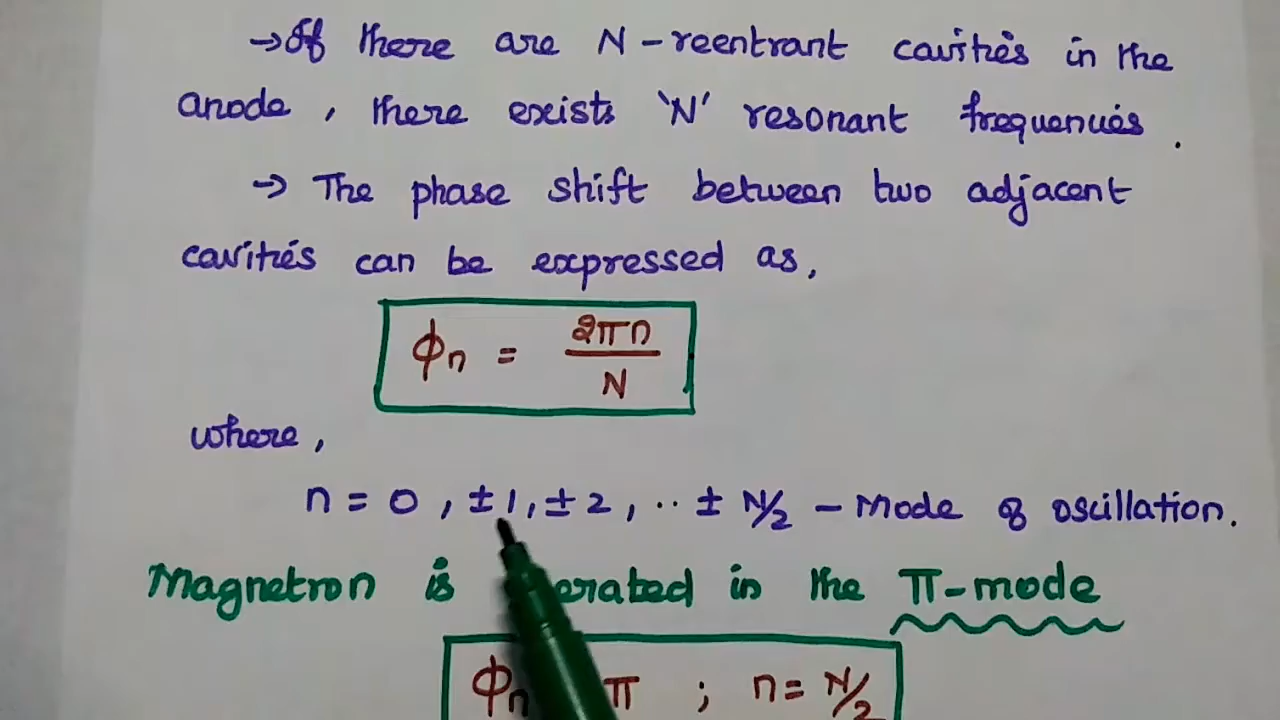 → If there are N-reentrant cavities in the
anode, there exists 'N' resonant frequencies.
→ The phase shift between two adjacent
cavities can be expressed as,
ϕn = 2πn/N
where,
n = 0, ±1, ±2, .. ± N/2 – Mode of oscillation.
Magnetron is in the π-mode
ϕn π ; n = N/2